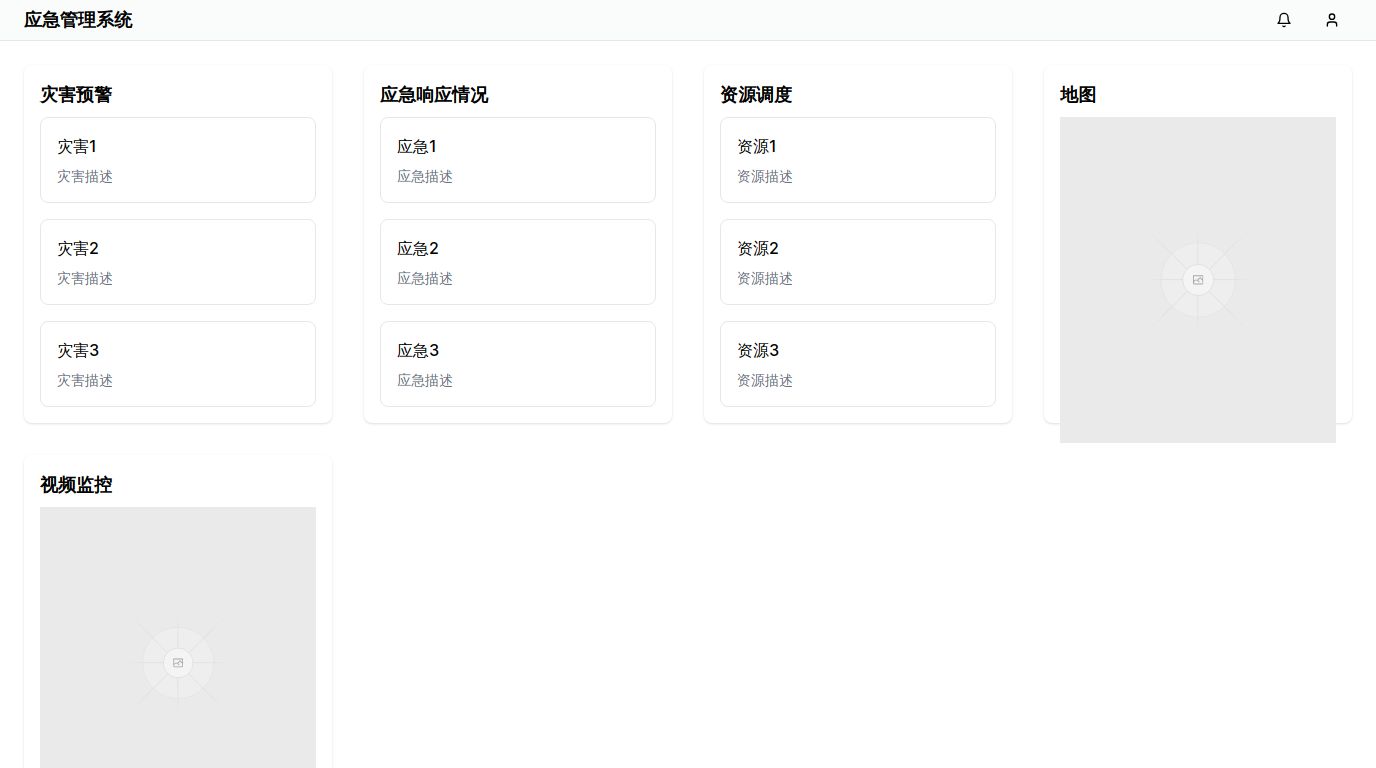 应急管理系统
灾害预警
灾害1
灾害描述
灾害2
灾害描述
灾害3
灾害描述
应急响应情况
应急1
应急描述
应急2
应急描述
应急3
应急描述
资源调度
资源1
资源描述
资源2
资源描述
资源3
资源描述
地图
视频监控